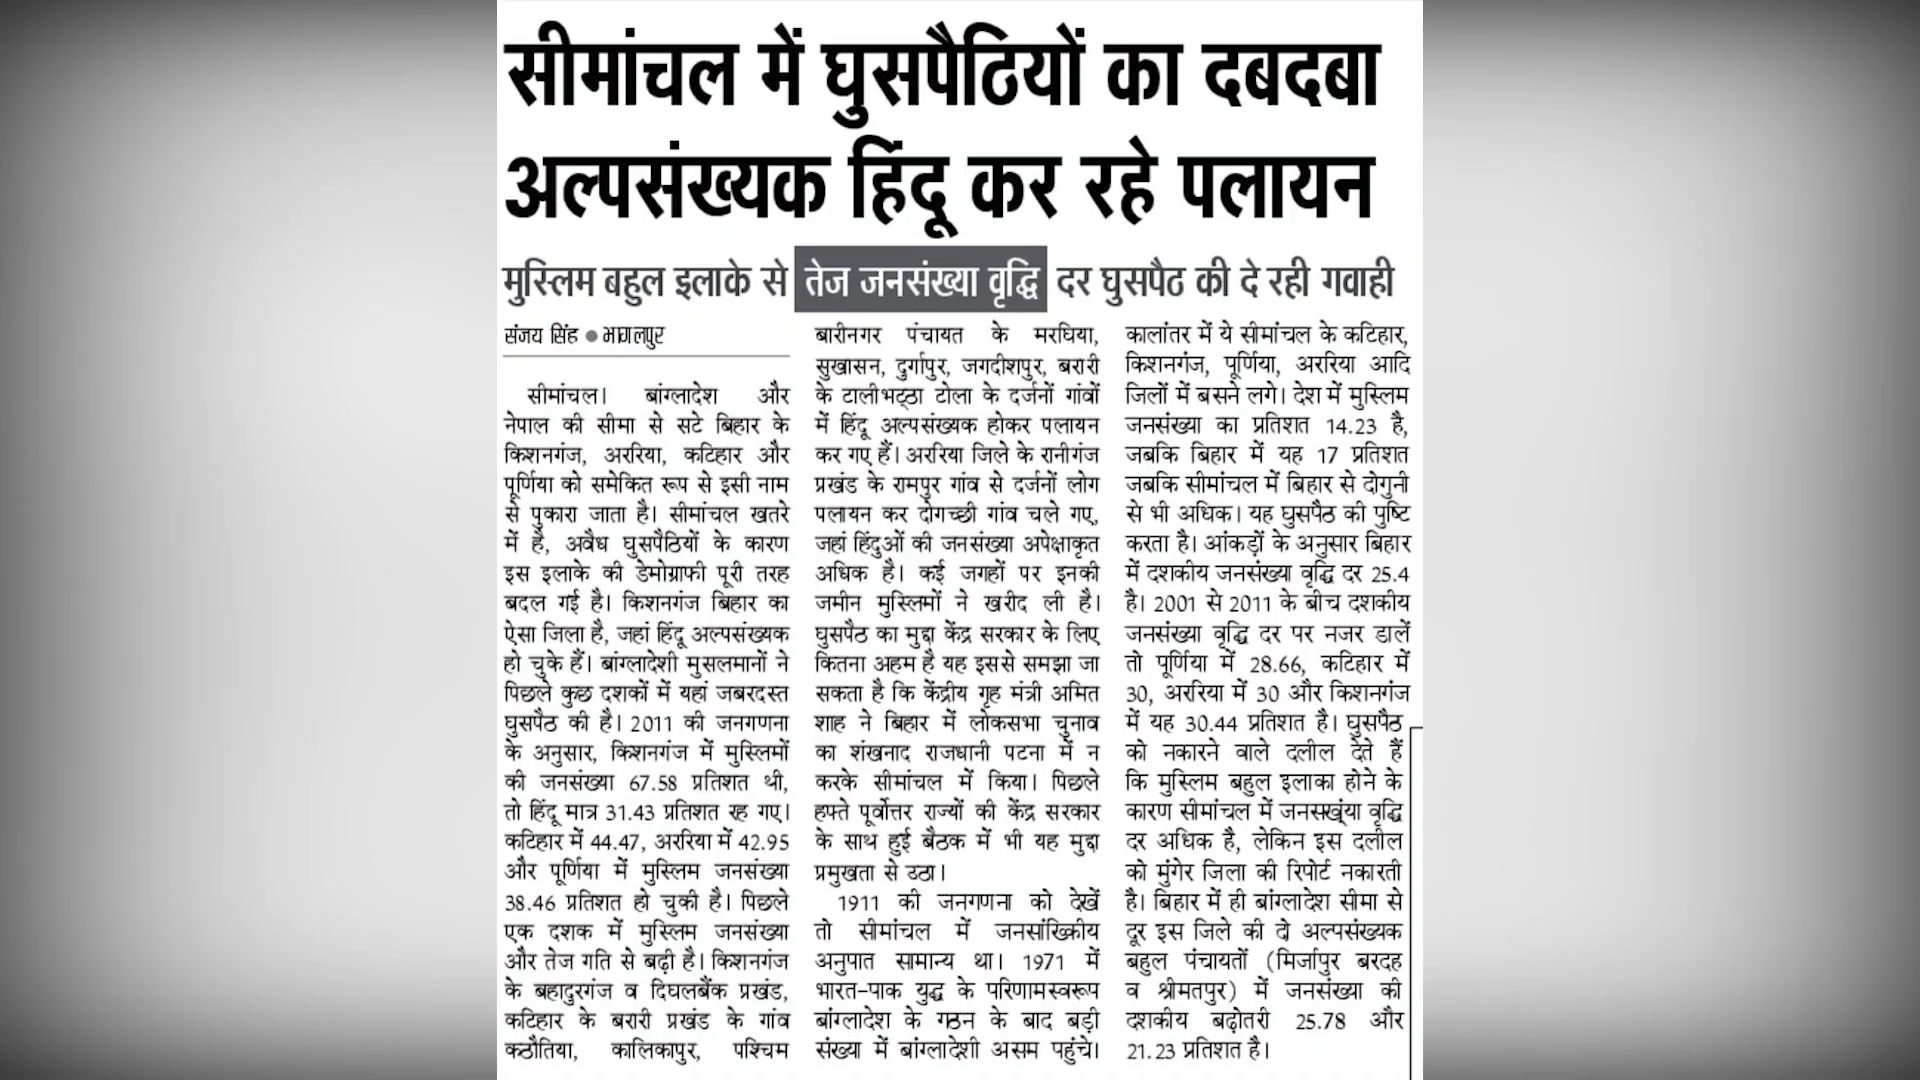 सीमांचल में घुसपैठियों का दबदबा
अल्पसंख्यक हिंदू कर रहे पलायन
मुस्लिम बहुल इलाके से तेज जनसंख्या वृद्धि दर घुसपैठ की दे रही गवाही
संजय सिंह ● भागलपुर
सीमांचल। बांग्लादेश और
नेपाल की सीमा से सटे बिहार के
किशनगंज, अररिया, कटिहार और
पूर्णिया को समेकित रूप से इसी नाम
से पुकारा जाता है। सीमांचल खतरे
में है, अवैध घुसपैठियों के कारण
इस इलाके की डेमोग्राफी पूरी तरह
बदल गई है। किशनगंज बिहार का
ऐसा जिला है, जहां हिंदू अल्पसंख्यक
हो चुके हैं। बांग्लादेशी मुसलमानों ने
पिछले कुछ दशकों में यहां जबरदस्त
घुसपैठ की है। 2011 की जनगणना
के अनुसार, किशनगंज में मुस्लिमों
की जनसंख्या 67.58 प्रतिशत थी,
तो हिंदू मात्र 31.43 प्रतिशत रह गए।
कटिहार में 44.47, अररिया में 42.95
और पूर्णिया में मुस्लिम जनसंख्या
38.46 प्रतिशत हो चुकी है। पिछले
एक दशक में मुस्लिम जनसंख्या
और तेज गति से बढ़ी है। किशनगंज
के बहादुरगंज व दिघलबैंक प्रखंड,
कटिहार के बरारी प्रखंड के गांव
कठौतिया, कालिकापुर, पश्चिम
बारीनगर पंचायत के मरघिया,
सुखासन, दुर्गापुर, जगदीशपुर, बरारी
के टालीभट्ठा टोला के दर्जनों गांवों
में हिंदू अल्पसंख्यक होकर पलायन
कर गए हैं। अररिया जिले के रानीगंज
प्रखंड के रामपुर गांव से दर्जनों लोग
पलायन कर दोगच्छी गांव चले गए,
जहां हिंदुओं की जनसंख्या अपेक्षाकृत
अधिक है। कई जगहों पर इनकी
जमीन मुस्लिमों ने खरीद ली है।
घुसपैठ का मुद्दा केंद्र सरकार के लिए
कितना अहम है यह इससे समझा जा
सकता है कि केंद्रीय गृह मंत्री अमित
शाह ने बिहार में लोकसभा चुनाव
का शंखनाद राजधानी पटना में न
करके सीमांचल में किया। पिछले
हफ्ते पूर्वोत्तर राज्यों की केंद्र सरकार
के साथ हुई बैठक में भी यह मुद्दा
प्रमुखता से उठा।
1911 की जनगणना को देखें
तो सीमांचल में जनसांख्यिकीय
अनुपात सामान्य था। 1971 में
भारत-पाक युद्ध के परिणामस्वरूप
बांग्लादेश के गठन के बाद बड़ी
संख्या में बांग्लादेशी असम पहुंचे।
कालांतर में ये सीमांचल के कटिहार,
किशनगंज, पूर्णिया, अररिया आदि
जिलों में बसने लगे। देश में मुस्लिम
जनसंख्या का प्रतिशत 14.23 है,
जबकि बिहार में यह 17 प्रतिशत
जबकि सीमांचल में बिहार से दोगुनी
से भी अधिक। यह घुसपैठ की पुष्टि
करता है। आंकड़ों के अनुसार बिहार
में दशकीय जनसंख्या वृद्धि दर 25.4
है। 2001 से 2011 के बीच दशकीय
जनसंख्या वृद्धि दर पर नजर डालें
तो पूर्णिया में 28.66, कटिहार में
30, अररिया में 30 और किशनगंज
में यह 30.44 प्रतिशत है। घुसपैठ
को नकारने वाले दलील देते हैं
कि मुस्लिम बहुल इलाका होने के
कारण सीमांचल में जनसख्ंया वृद्धि
दर अधिक है, लेकिन इस दलील
को मुंगेर जिला की रिपोर्ट नकारती
है। बिहार में ही बांग्लादेश सीमा से
दूर इस जिले की दो अल्पसंख्यक
बहुल पंचायतों (मिर्जापुर बरदह
व श्रीमतपुर) में जनसंख्या की
दशकीय बढ़ोतरी 25.78 और
21.23 प्रतिशत है।